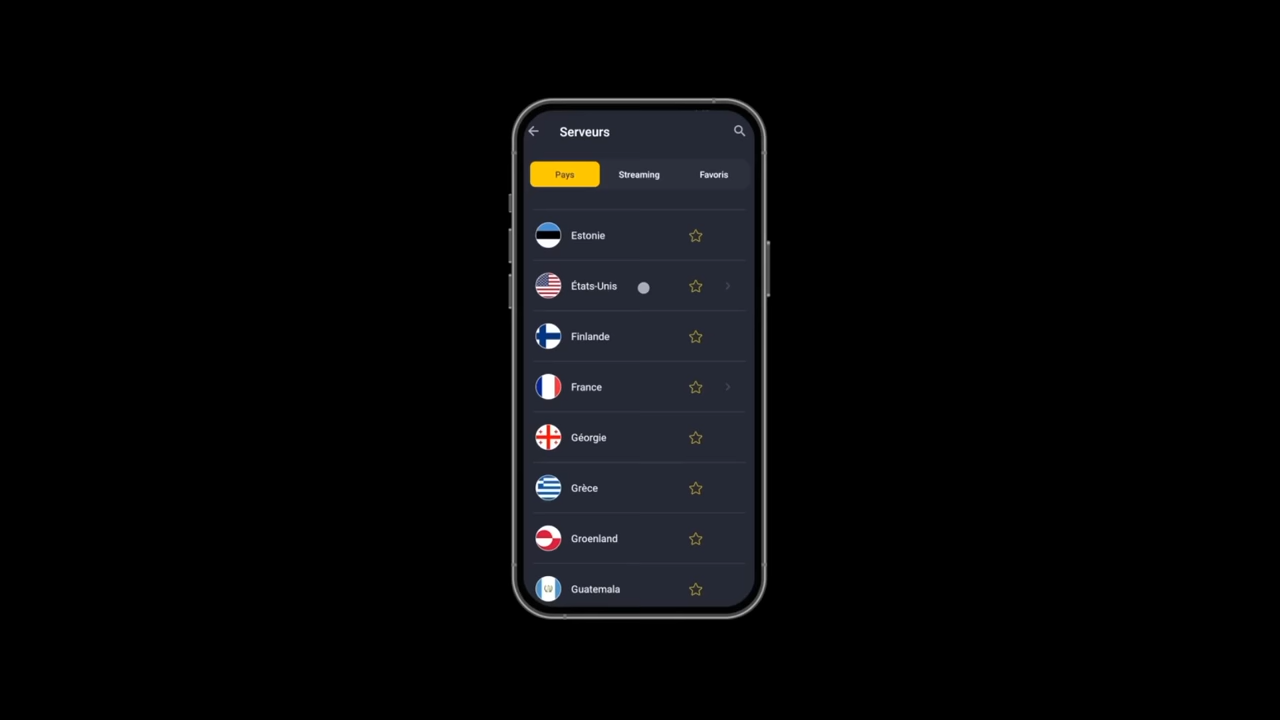 Serveurs
Pays
Streaming
Favoris
Estonie
États-Unis
Finlande
France
Géorgie
Grèce
Groenland
Guatemala